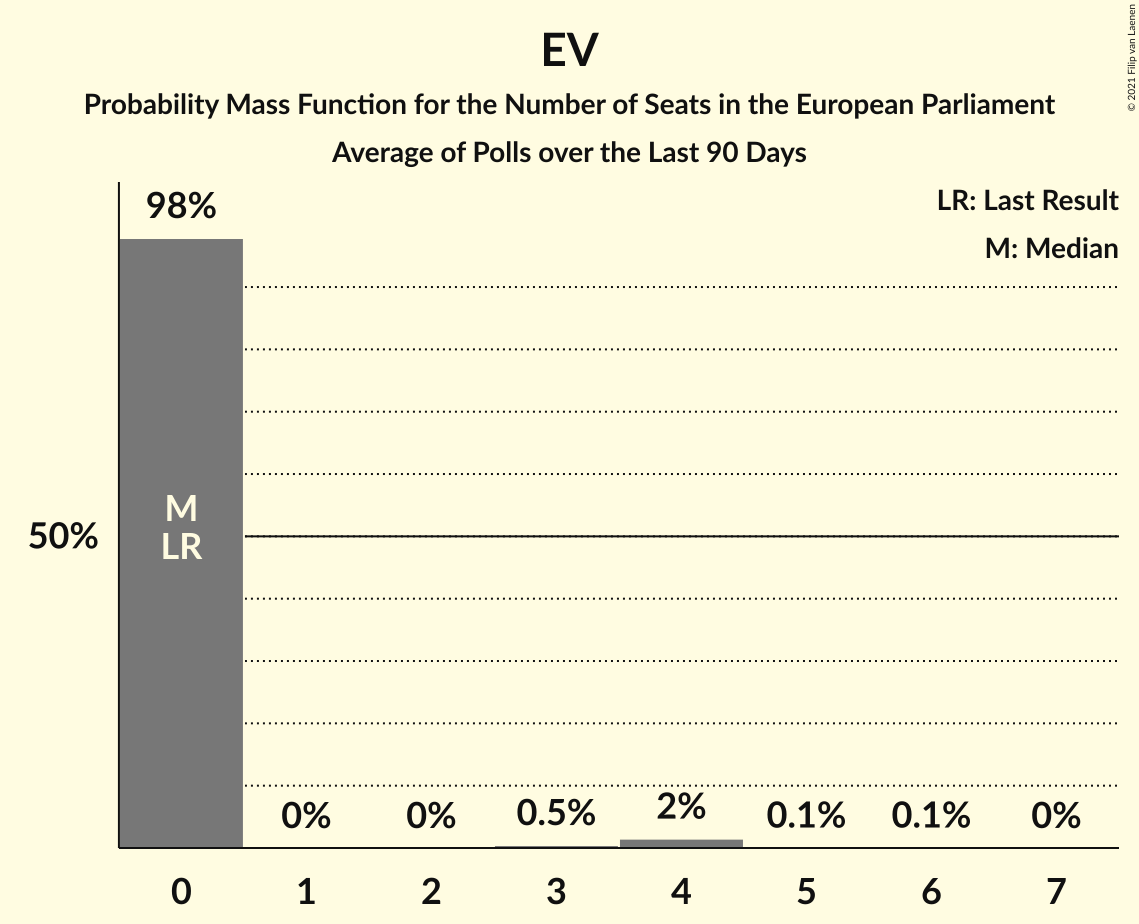 EV
Probability Mass Function for the Number of Seats in the European Parliament
Average of Polls over the Last 90 Days
© 2021 Filip van Laenen
LR: Last Result
M: Median
98%
50%
M
LR
0% 0% 0.5% 2% 0.1% 0.1% 0%
0 1 2 3 4 5 6 7